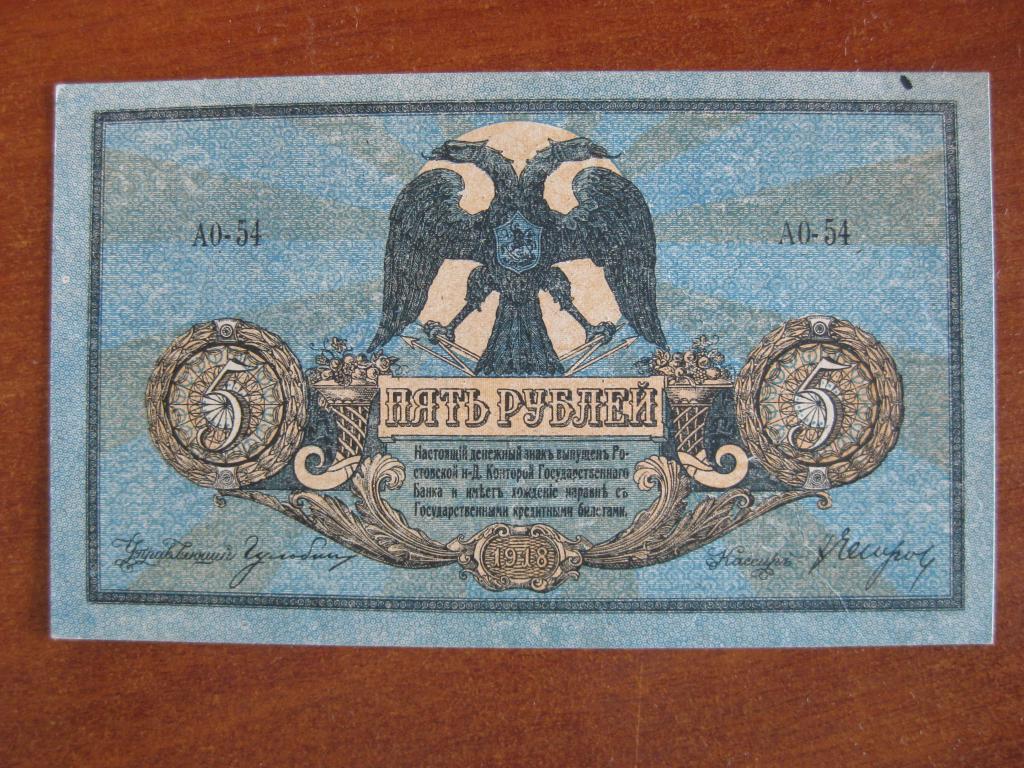 АО-54 АО-54
5 5
ПЯТЬ РУБЛЕЙ
Настоящій денежный знакъ выпущенъ Ро-
стовской н-Д. Конторой Государственнаго
Банка и имѣетъ хожденіе наравнѣ съ
Государственными кредитными билетами.
1918
Управляющий Кассиръ